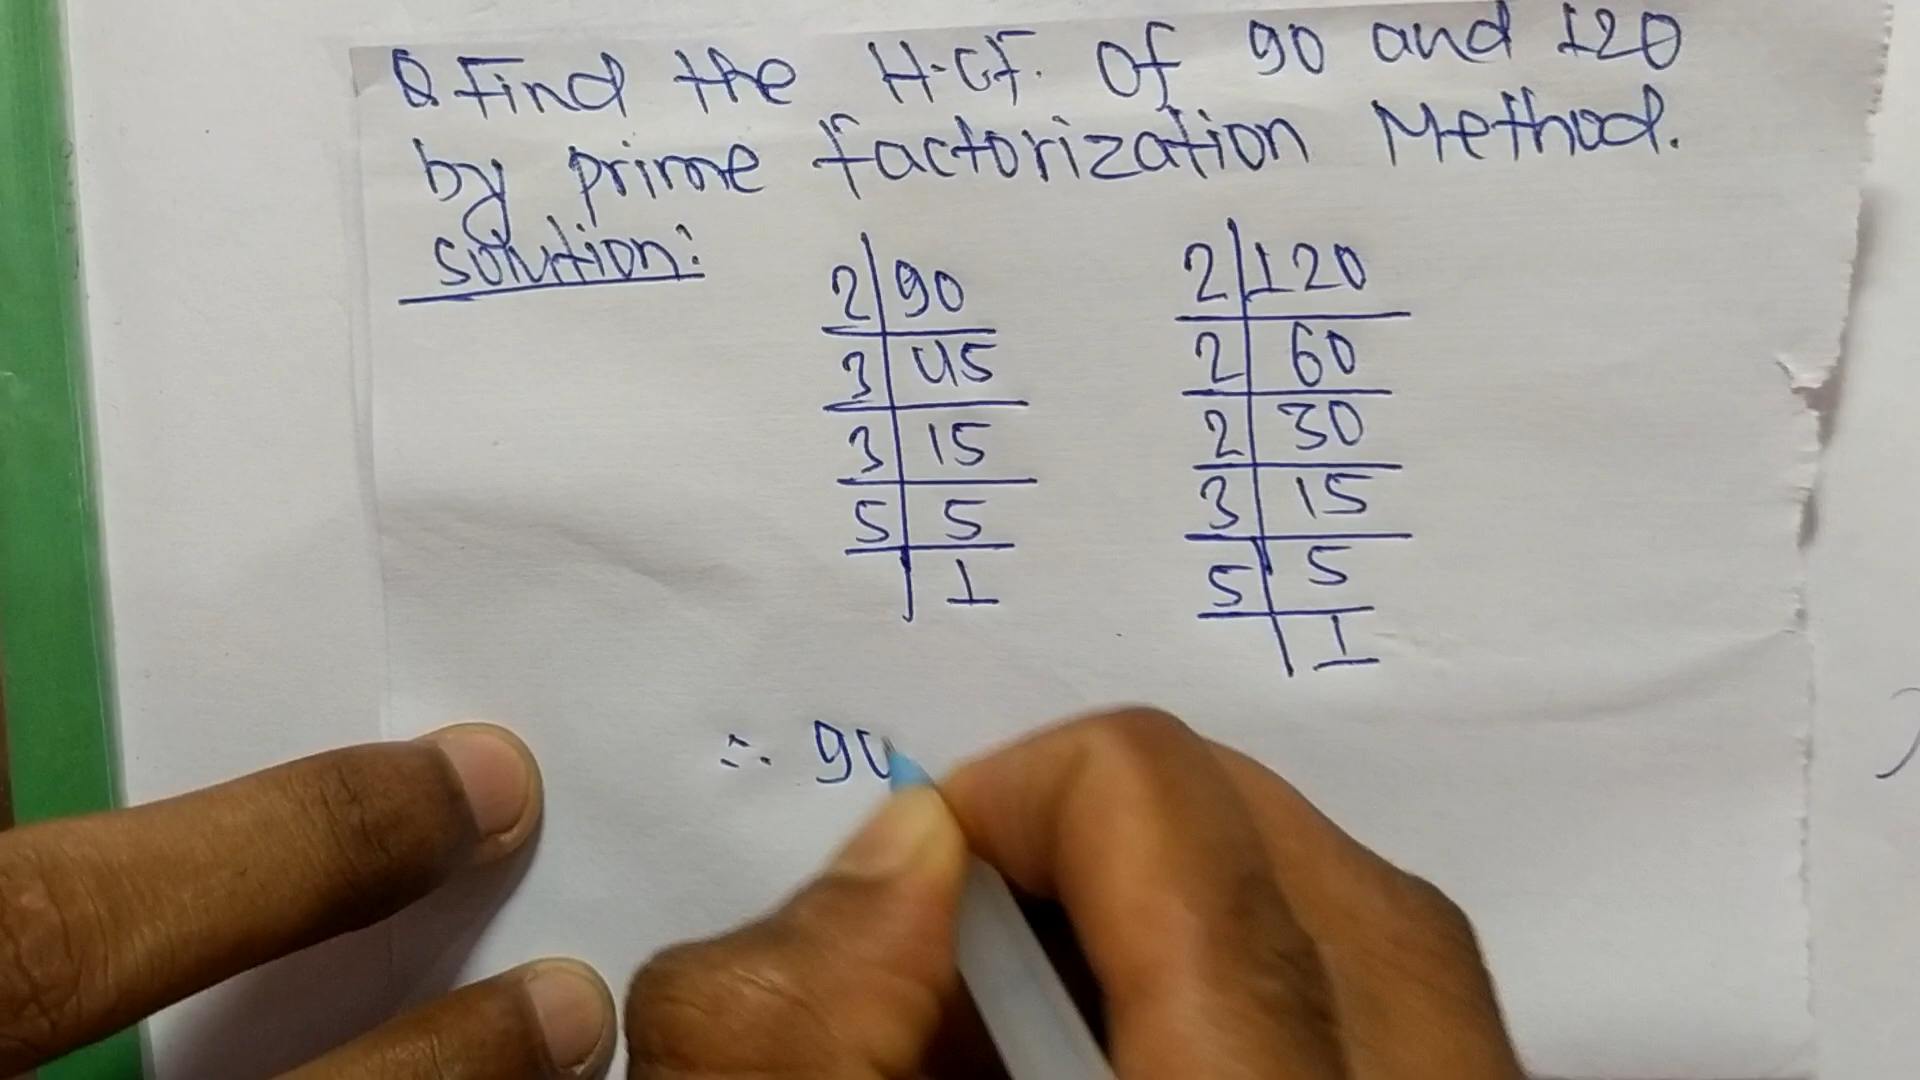 Q Find the H.C.F. of 90 and 120
by prime factorization Method.
solution:
2 | 90
3 | 45
3 | 15
5 | 5
| 1
2 | 120
2 | 60
2 | 30
3 | 15
5 | 5
| 1
∴ 90